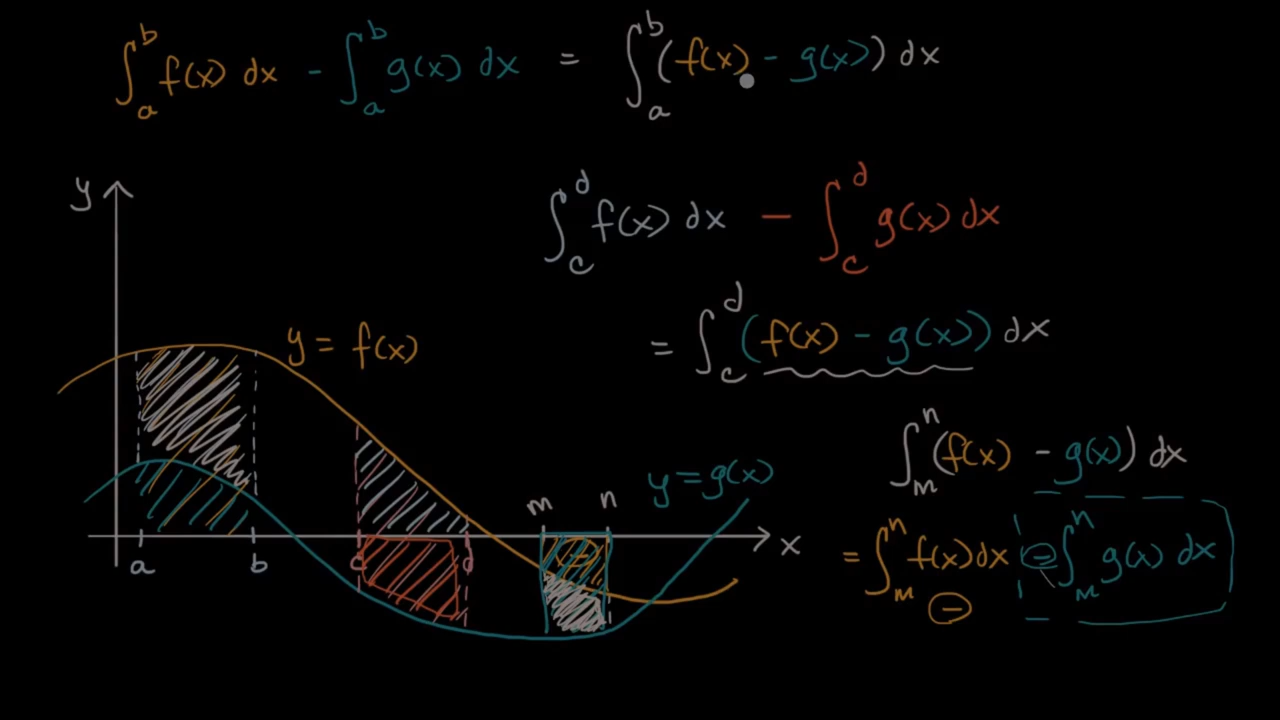 ∫_a^b f(x) dx - ∫_a^b g(x) dx = ∫_a^b (f(x) - g(x)) dx
y
∫_c^d f(x) dx - ∫_c^d g(x) dx
= ∫_c^d (f(x) - g(x)) dx
y = f(x)
∫_m^n (f(x) - g(x)) dx
y = g(x)
m n
a b c d x
= ∫_m^n f(x) dx - ∫_m^n g(x) dx
-
-